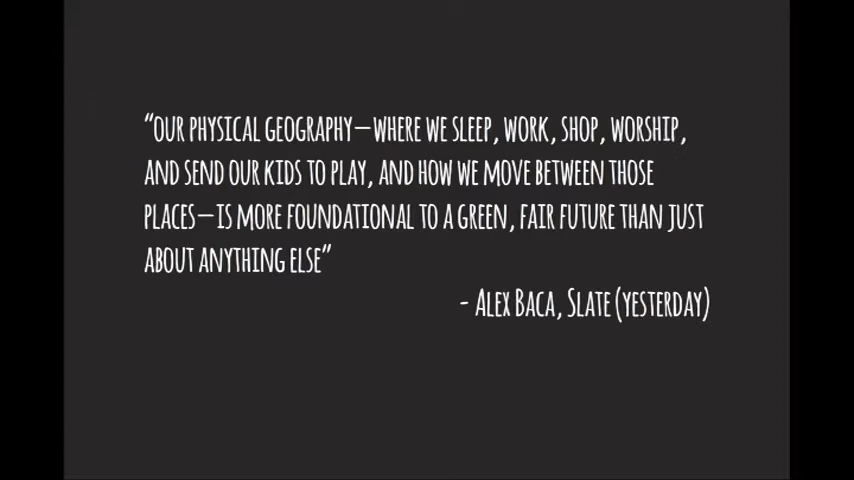 “OUR PHYSICAL GEOGRAPHY—WHERE WE SLEEP, WORK, SHOP, WORSHIP,
AND SEND OUR KIDS TO PLAY, AND HOW WE MOVE BETWEEN THOSE
PLACES—IS MORE FOUNDATIONAL TO A GREEN, FAIR FUTURE THAN JUST
ABOUT ANYTHING ELSE”
- ALEX BACA, SLATE (YESTERDAY)